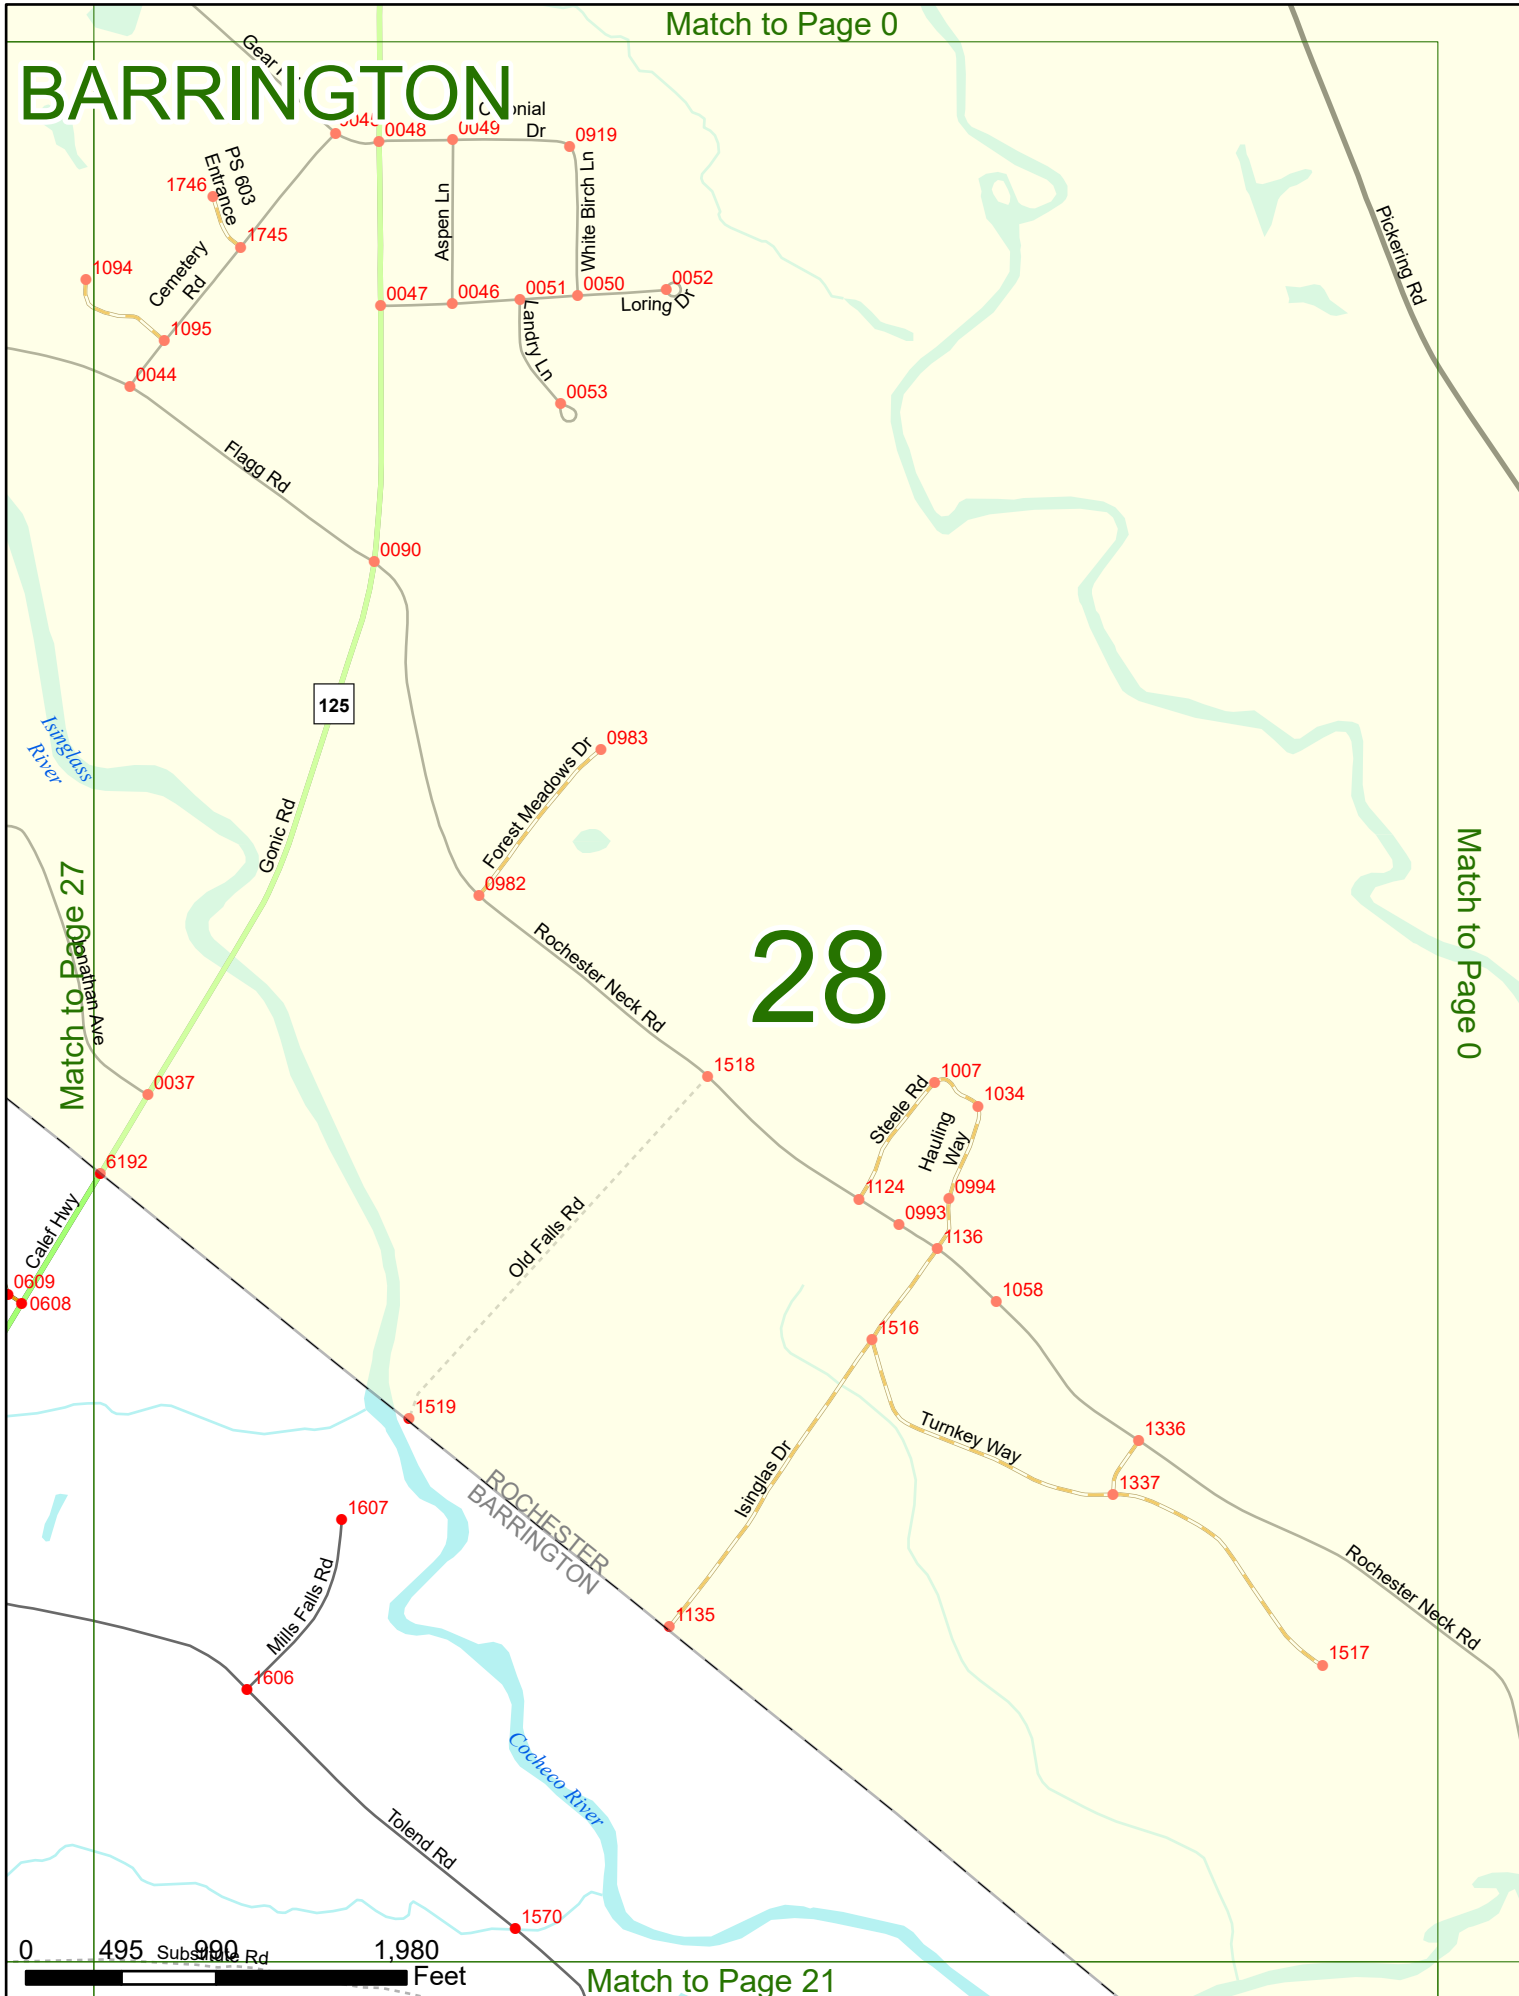 Match to Page 0
BARRINGTON
Dr
0048
0049
0919
PS 603
Entrance
1746
1745
Aspen Ln
White Birch Ln
Cemetery
Rd
1094
1095
0044
0047
0046
0051
0050
0052
Loring Dr
Landry Ln
0053
Pickering Rd
Flagg Rd
0090
125
Isinglass
River
Gonic Rd
Forest Meadows Dr
0983
0982
Match to Page 27
Jonathan Ave
Rochester Neck Rd
28
Match to Page 0
0037
1518
1007
1034
Steele Rd
Hauling
Way
6192
1124
0994
0993
1136
Calef Hwy
Old Falls Rd
0609
0608
1058
1516
1519
Turnkey Way
1336
1337
Isinglas Dr
ROCHESTER
BARRINGTON
1607
Mills Falls Rd
1135
Rochester Neck Rd
1517
1606
Cocheco River
Tolend Rd
1570
0 495 990 1,980
Substitute Rd
Feet
Match to Page 21